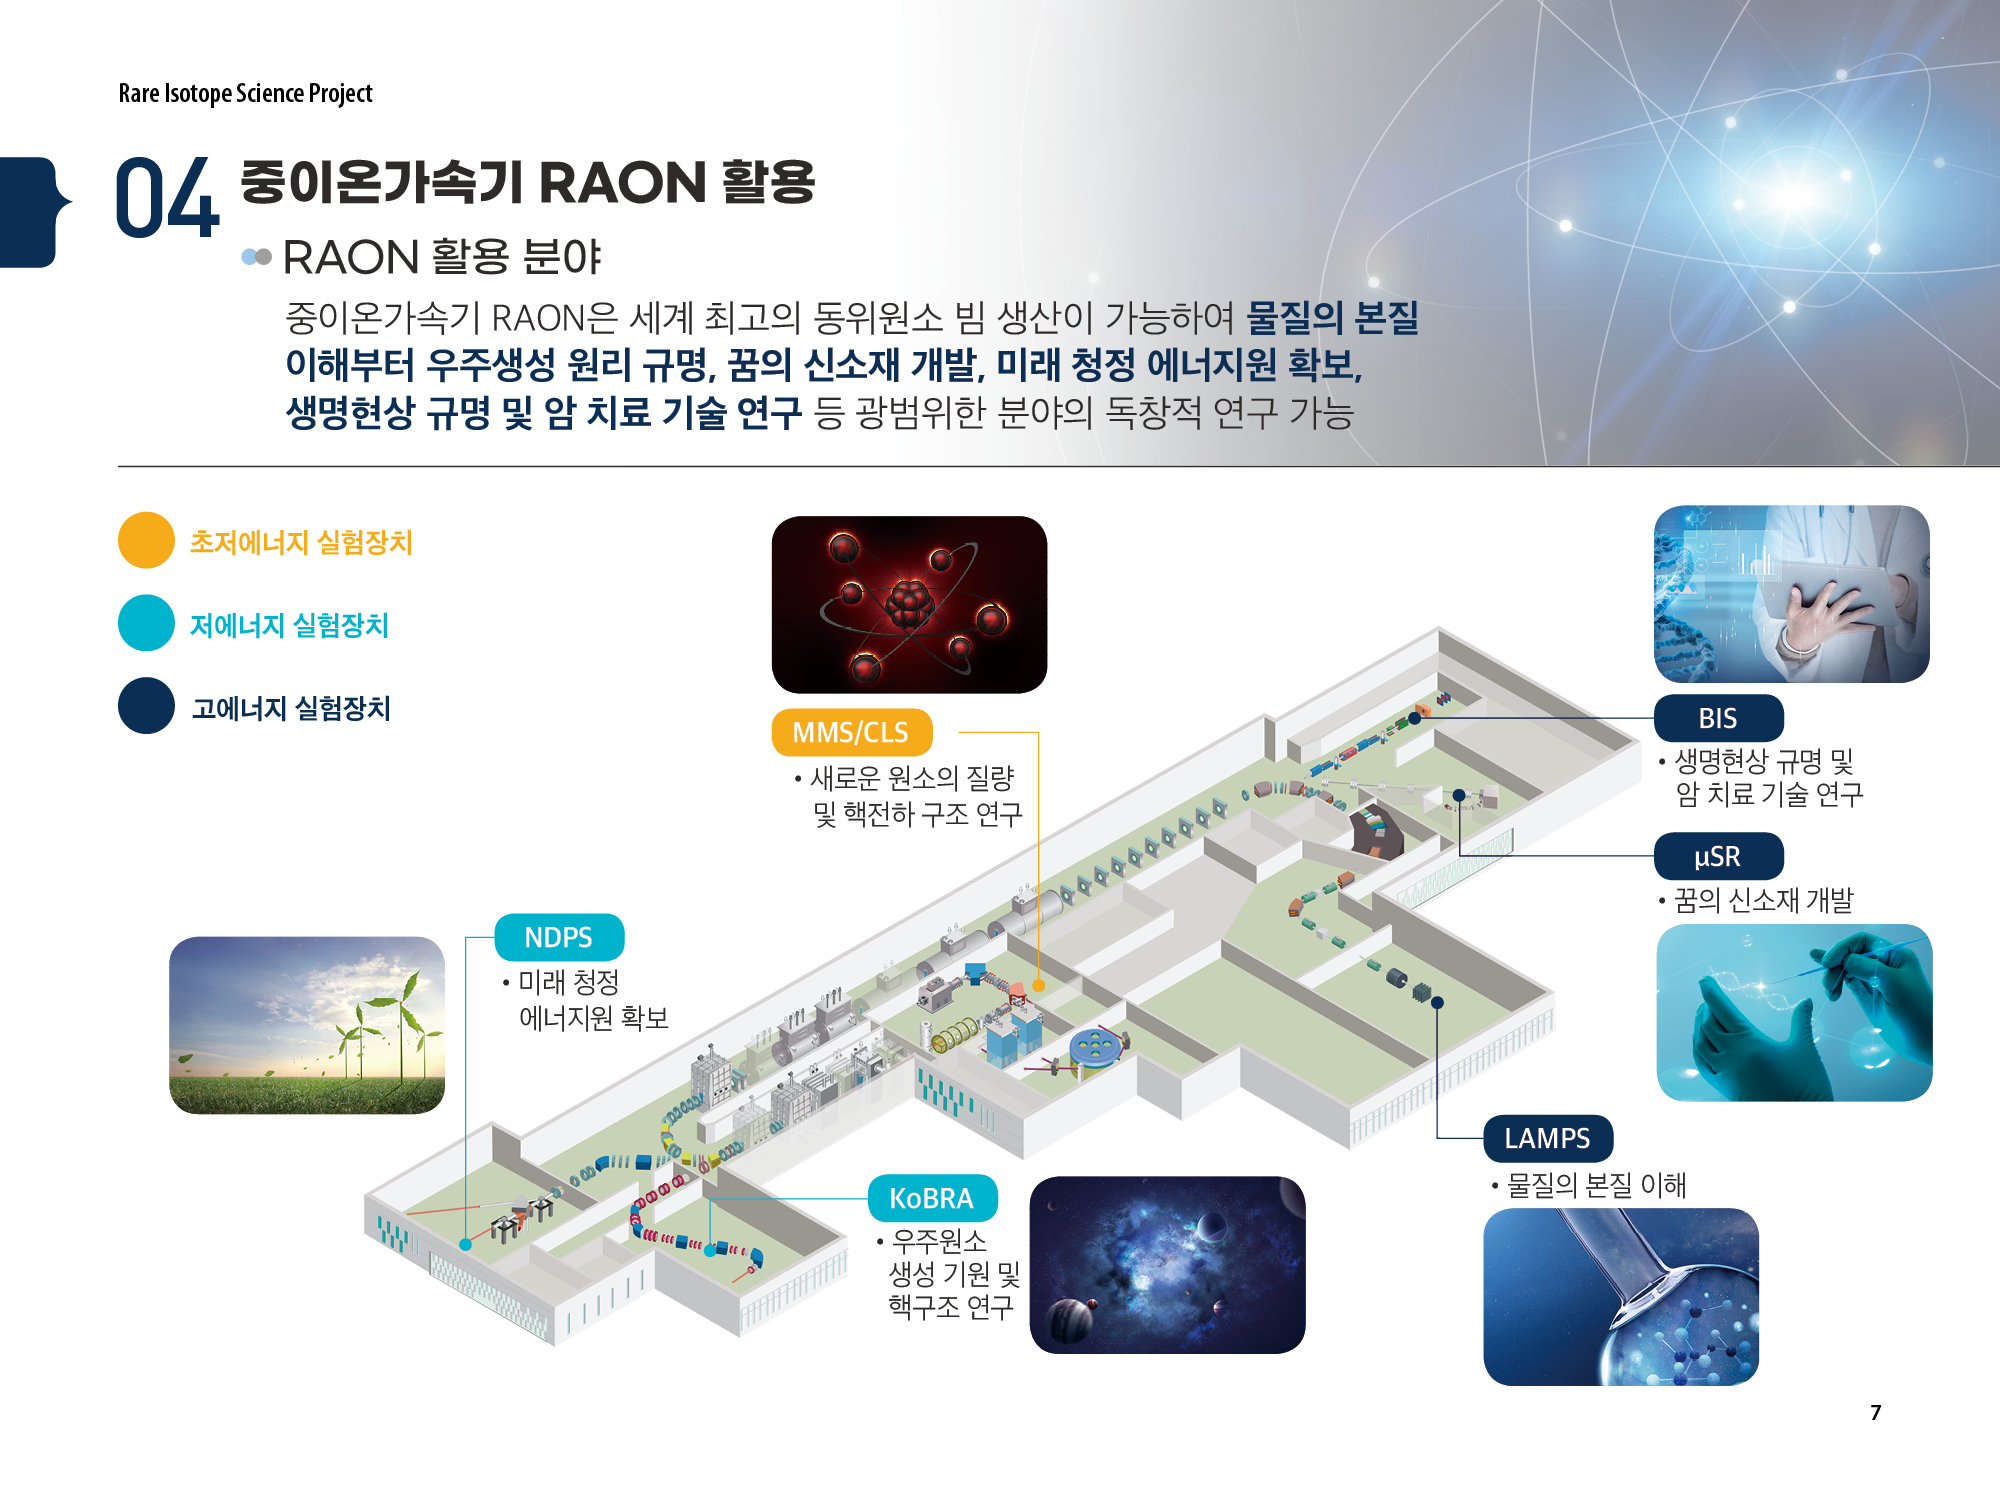 Rare Isotope Science Project
04 중이온가속기 RAON 활용
RAON 활용 분야
중이온가속기 RAON은 세계 최고의 동위원소 빔 생산이 가능하여 물질의 본질
이해부터 우주생성 원리 규명, 꿈의 신소재 개발, 미래 청정 에너지원 확보,
생명현상 규명 및 암 치료 기술 연구 등 광범위한 분야의 독창적 연구 가능
초저에너지 실험장치
저에너지 실험장치
고에너지 실험장치
MMS/CLS
• 새로운 원소의 질량
및 핵전하 구조 연구
BIS
• 생명현상 규명 및
암 치료 기술 연구
μSR
• 꿈의 신소재 개발
NDPS
• 미래 청정
에너지원 확보
LAMPS
• 물질의 본질 이해
KoBRA
• 우주원소
생성 기원 및
핵구조 연구
7